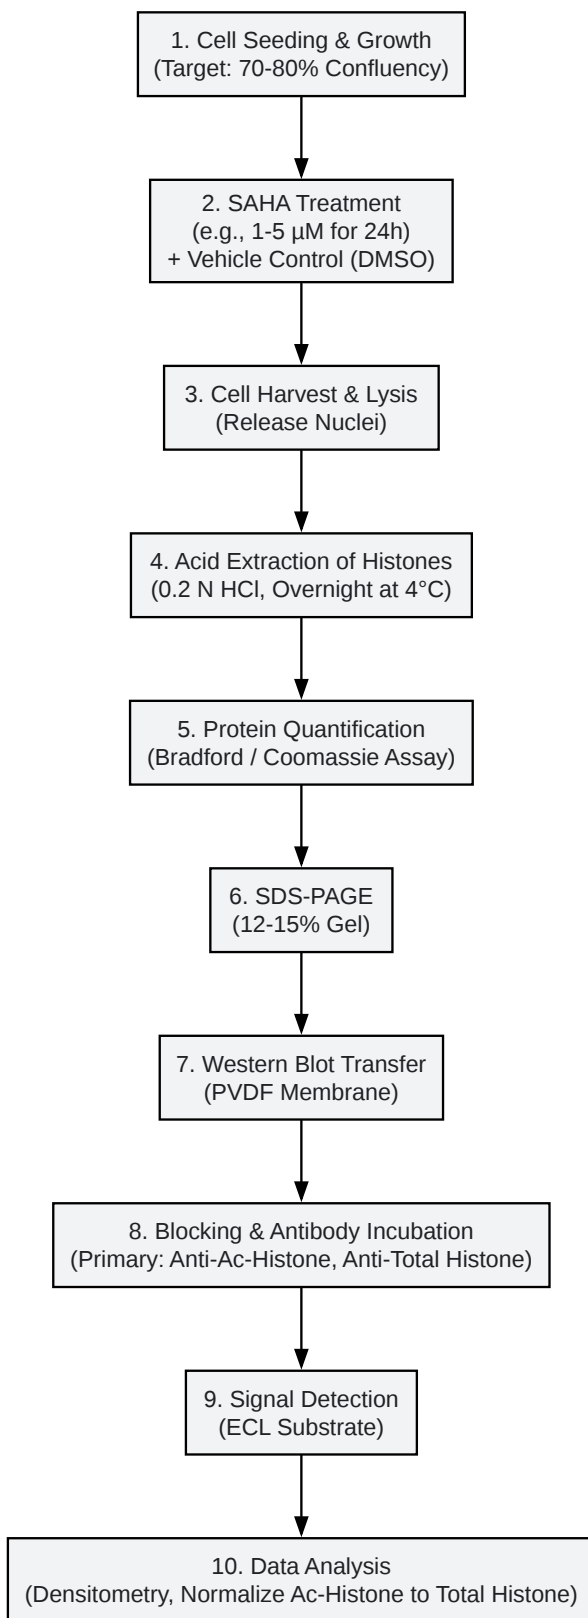 1. Cell Seeding & Growth
(Target: 70-80% Confluency)
2. SAHA Treatment
(e.g., 1-5 µM for 24h)
+ Vehicle Control (DMSO)
3. Cell Harvest & Lysis
(Release Nuclei)
4. Acid Extraction of Histones
(0.2 N HCl, Overnight at 4°C)
5. Protein Quantification
(Bradford / Coomassie Assay)
6. SDS-PAGE
(12-15% Gel)
7. Western Blot Transfer
(PVDF Membrane)
8. Blocking & Antibody Incubation
(Primary: Anti-Ac-Histone, Anti-Total Histone)
9. Signal Detection
(ECL Substrate)
10. Data Analysis
(Densitometry, Normalize Ac-Histone to Total Histone)